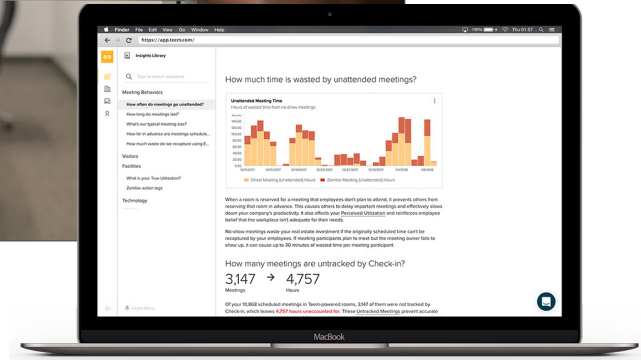 Finder File Edit View Go Window Help
100% Thu 01:57
https://app.teem.com/
Insights Library
Type to search questions
Meeting Behaviors
How often do meetings go unattended?
How long do meetings last?
What's our typical meeting size?
How far in advance are meetings schedule...
How much waste do we recapture using E...
Visitors
Facilities
What is your True Utilization?
Zombie action logs
Technology
How much time is wasted by unattended meetings?
Unattended Meeting Time
Hours of wasted time from no-show meetings
Ghost Meeting (Unattended) Hours Zombie Meeting (Unattended) Hours
When a room is reserved for a meeting that employees don't plan to attend, it prevents others from
reserving that room in advance. This causes others to delay important meetings and effectively slows
down your company's productivity. It also affects your Perceived Utilization and reinforces employee
belief that the workplace isn't adequate for their needs.
No-show meetings waste your real estate investment if the originally scheduled time can't be
recaptured by your employees. If meeting participants plan to meet but the meeting owner fails to
show up, it can cause up to 30 minutes of wasted time per meeting participant.
How many meetings are untracked by Check-in?
3,147 → 4,757
Meetings Hours
Of your 10,868 scheduled meetings in Teem-powered rooms, 3,147 of them were not tracked by
Check-in, which leaves 4,757 hours unaccounted for. These Untracked Meetings prevent accurate
MacBook